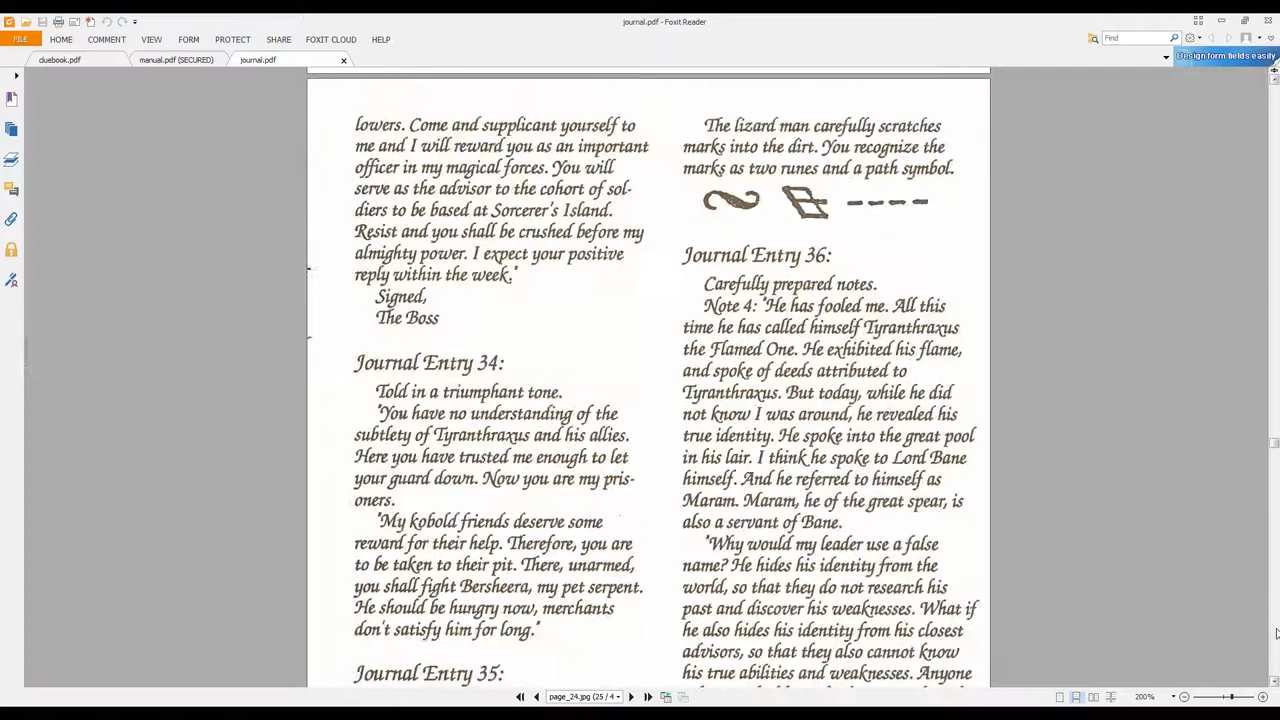 journal.pdf - Foxit Reader
FILE
HOME
COMMENT
VIEW
FORM
PROTECT
SHARE
FOXIT CLOUD
HELP
Find
cluebook.pdf
manual.pdf (SECURED)
journal.pdf
Design form fields easily
lowers. Come and supplicant yourself to
me and I will reward you as an important
officer in my magical forces. You will
serve as the advisor to the cohort of sol-
diers to be based at Sorcerer's Island.
Resist and you shall be crushed before my
almighty power. I expect your positive
reply within the week."
Signed,
The Boss
Journal Entry 34:
Told in a triumphant tone.
"You have no understanding of the
subtlety of Tyranthraxus and his allies.
Here you have trusted me enough to let
your guard down. Now you are my pris-
oners.
"My kobold friends deserve some
reward for their help. Therefore, you are
to be taken to their pit. There, unarmed,
you shall fight Bersheera, my pet serpent.
He should be hungry now, merchants
don't satisfy him for long."
Journal Entry 35:
The lizard man carefully scratches
marks into the dirt. You recognize the
marks as two runes and a path symbol.
Journal Entry 36:
Carefully prepared notes.
Note 4: "He has fooled me. All this
time he has called himself Tyranthraxus
the Flamed One. He exhibited his flame,
and spoke of deeds attributed to
Tyranthraxus. But today, while he did
not know I was around, he revealed his
true identity. He spoke into the great pool
in his lair. I think he spoke to Lord Bane
himself. And he referred to himself as
Maram. Maram, he of the great spear, is
also a servant of Bane.
"Why would my leader use a false
name? He hides his identity from the
world, so that they do not research his
past and discover his weaknesses. What if
he also hides his identity from his closest
advisors, so that they also cannot know
his true abilities and weaknesses. Anyone
page_24.jpg (25 / 4
200%